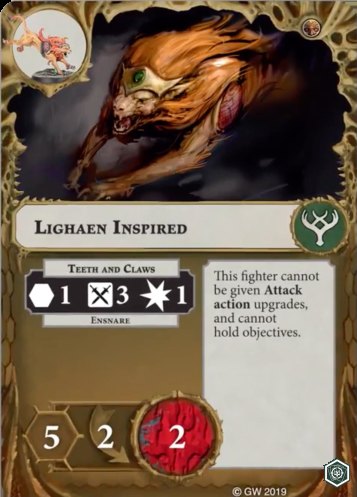 Lighaen Inspired
Teeth and Claws
1 3 1
Ensnare
This fighter cannot
be given Attack
action upgrades,
and cannot
hold objectives.
5 2 2
© GW 2019